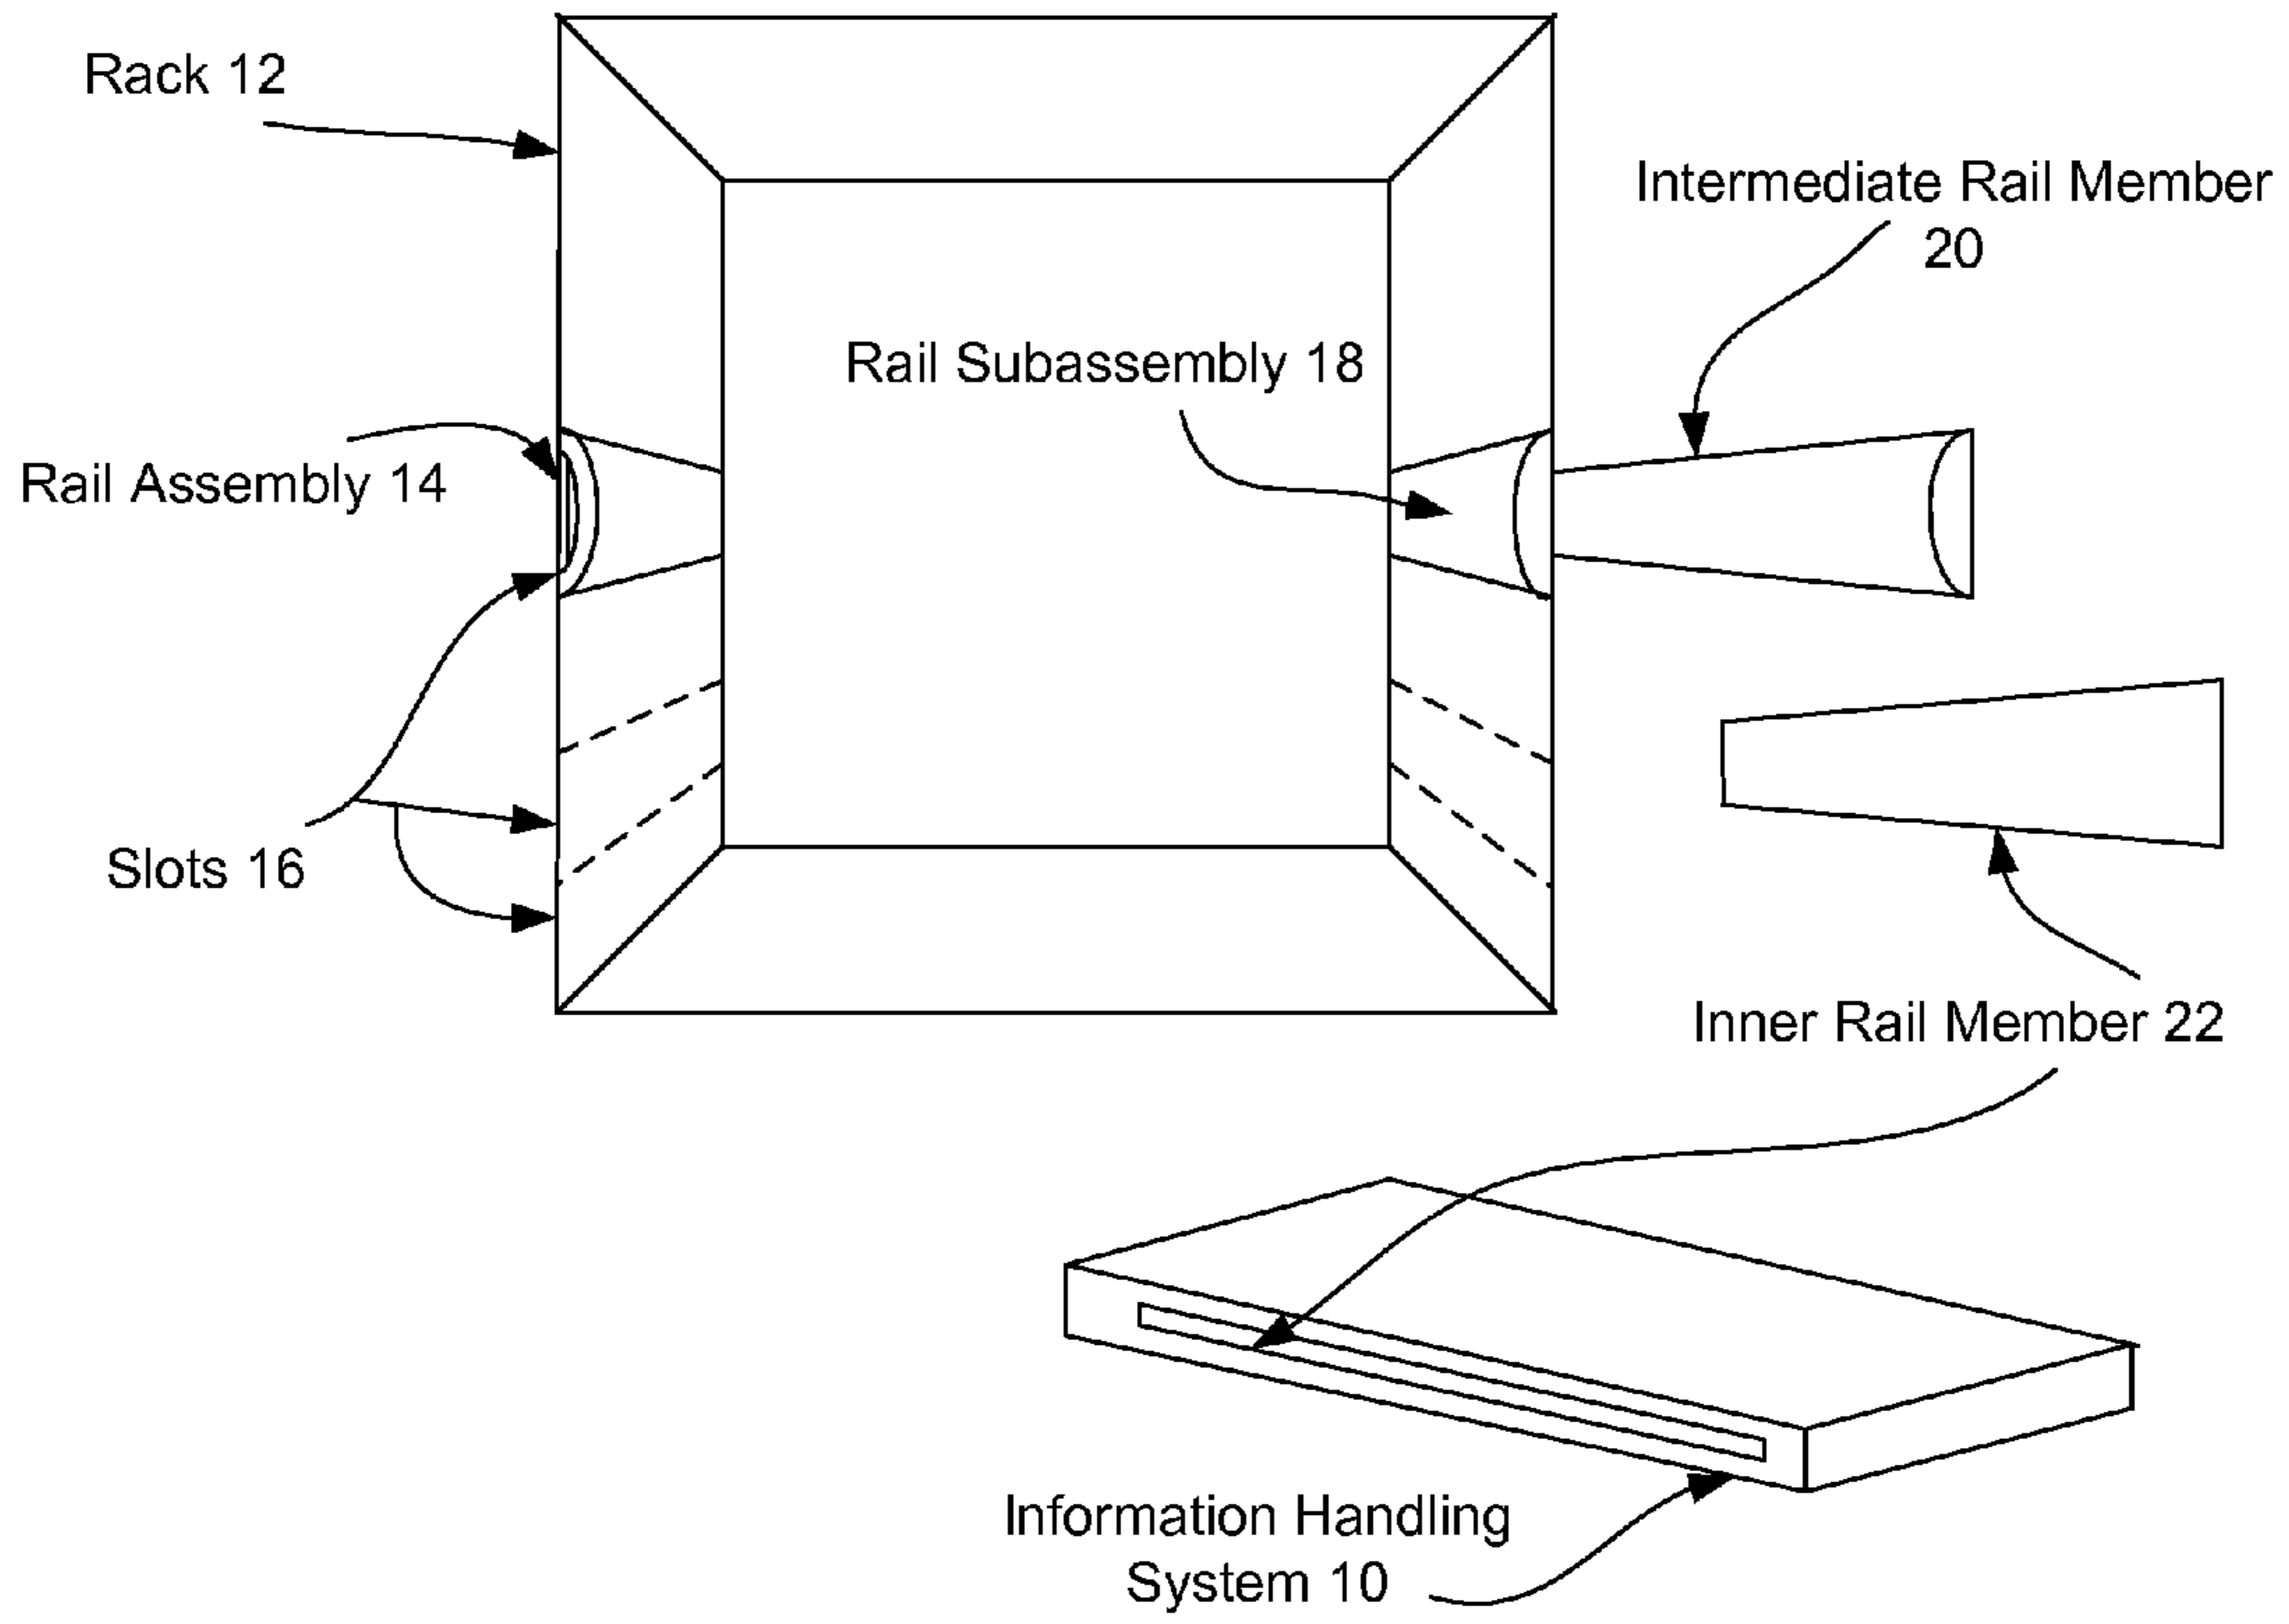 Rack 12
Intermediate Rail Member
20
Rail Subassembly 18
Rail Assembly 14
Slots 16
Inner Rail Member 22
Information Handling
System 10